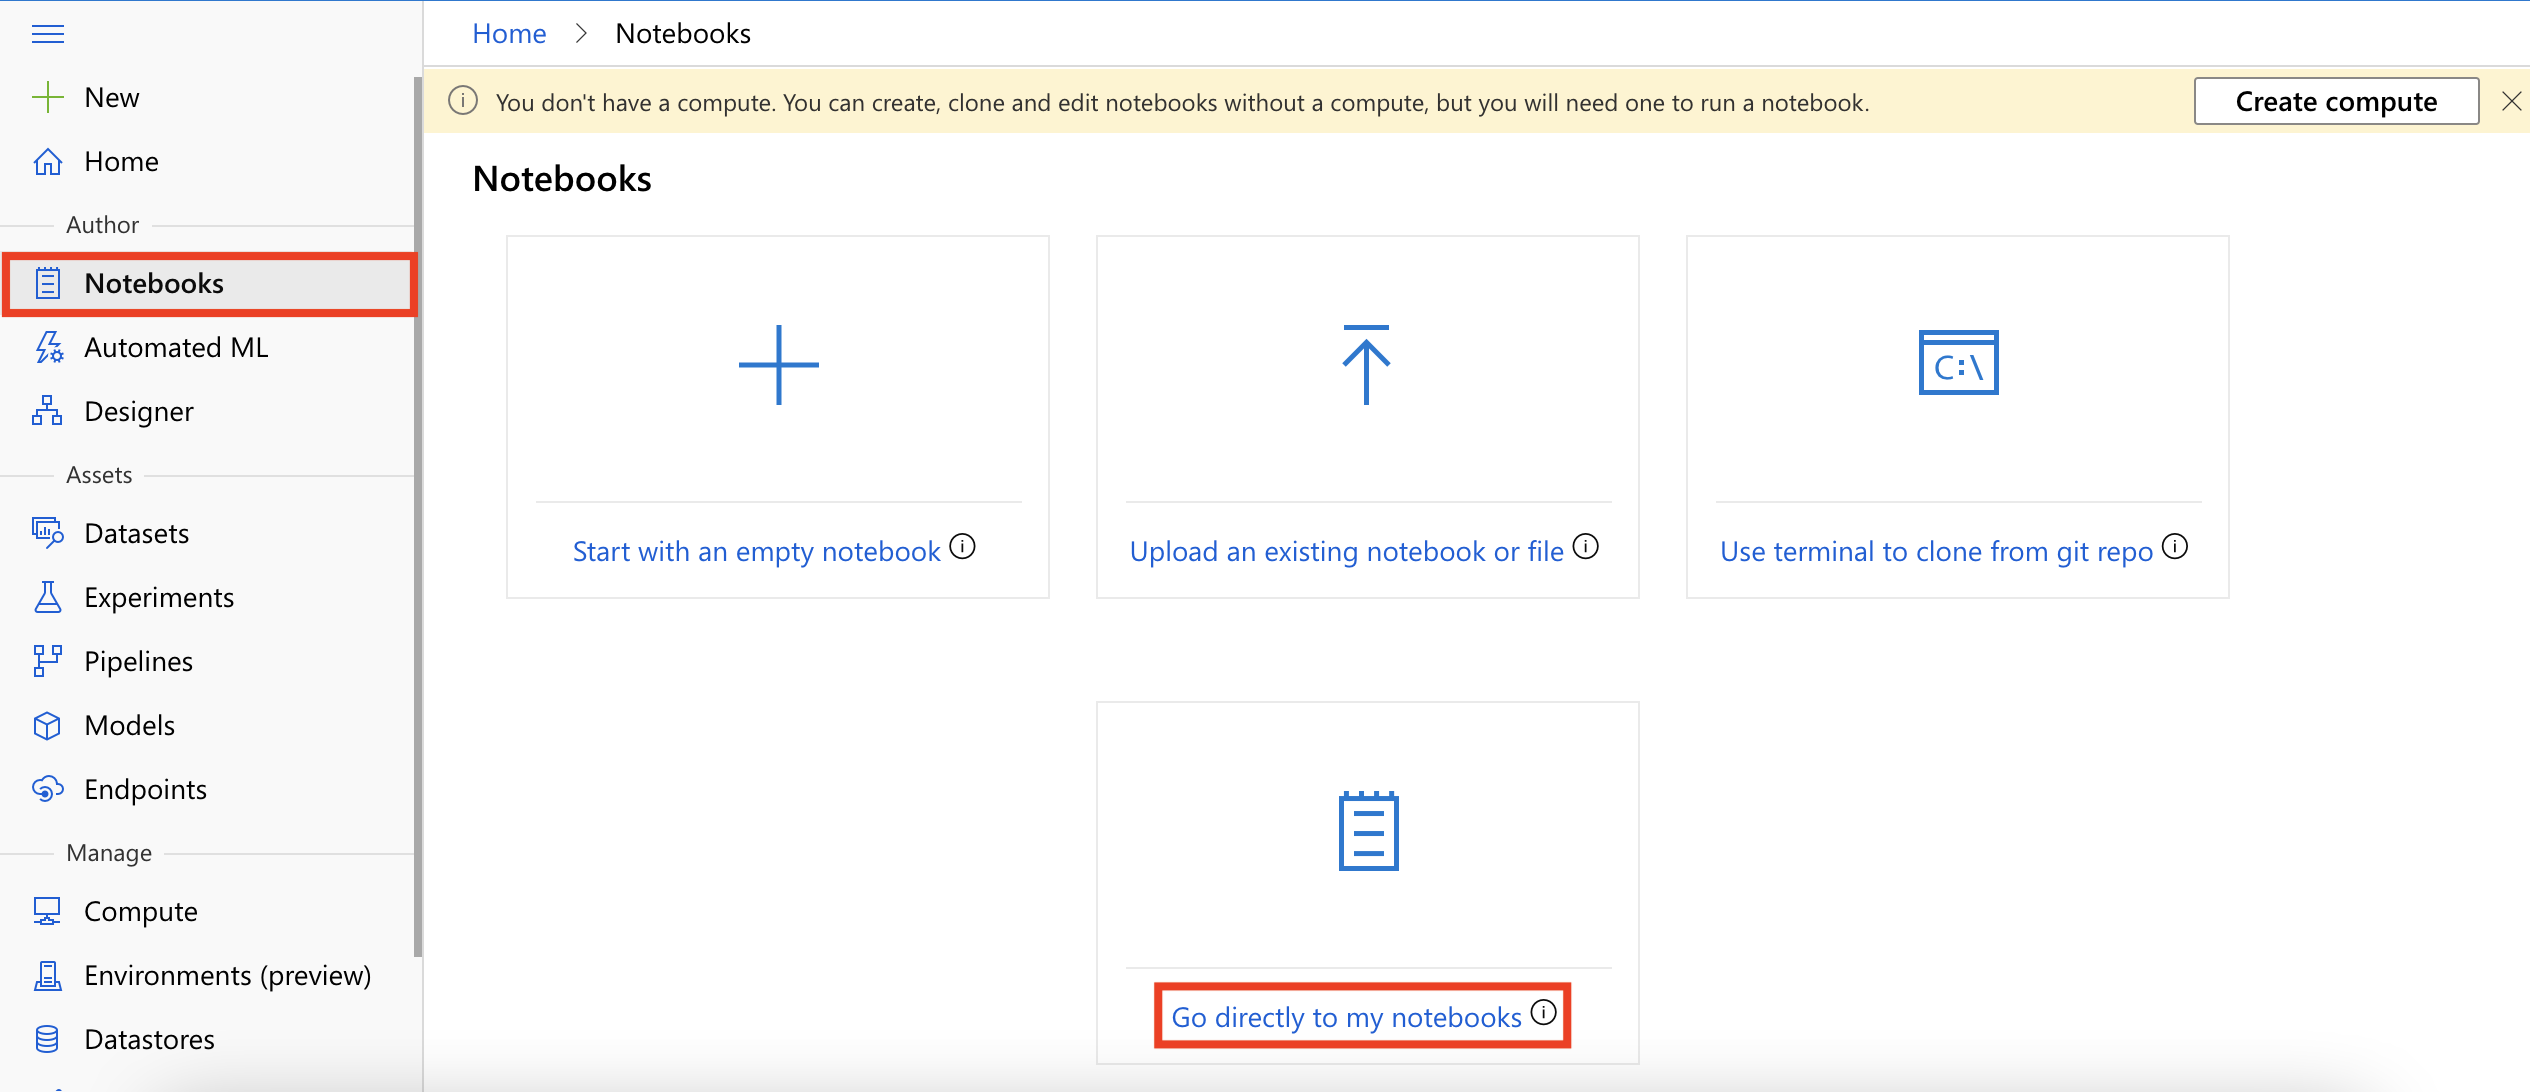 Home > Notebooks
New
You don't have a compute. You can create, clone and edit notebooks without a compute, but you will need one to run a notebook.
Create compute
Home
Notebooks
Author
Notebooks
Automated ML
Designer
C:\
Assets
Datasets
Start with an empty notebook
Upload an existing notebook or file
Use terminal to clone from git repo
Experiments
Pipelines
Models
Endpoints
Manage
Compute
Environments (preview)
Go directly to my notebooks
Datastores